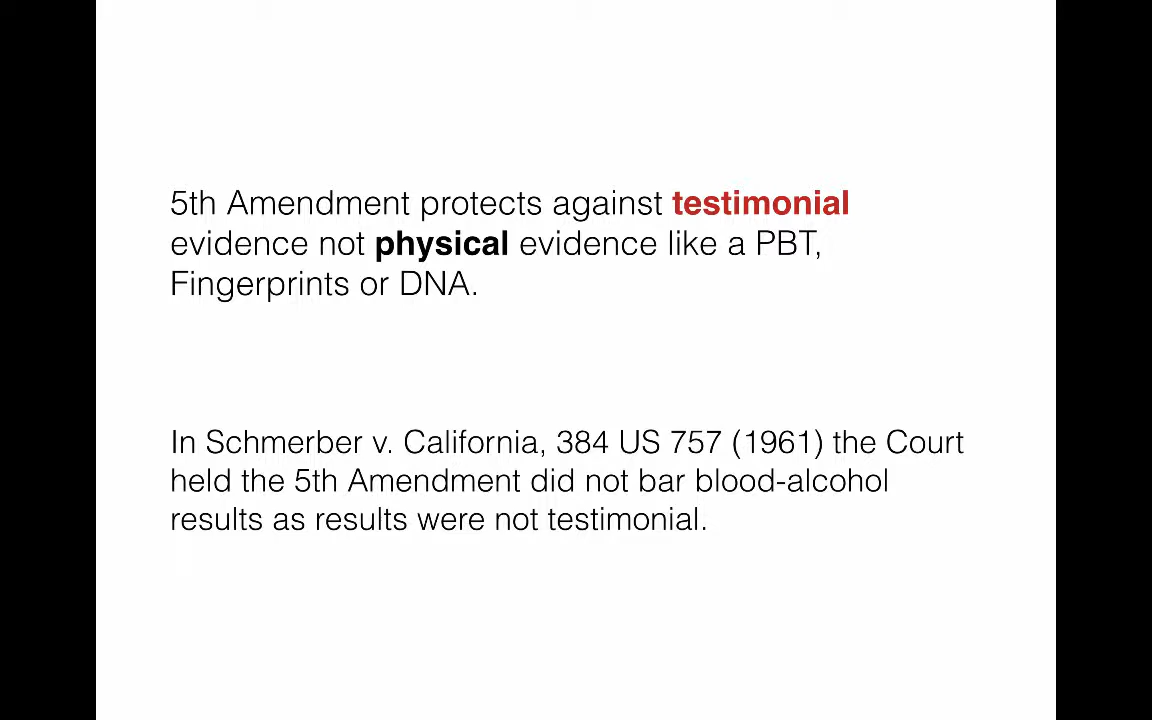 5th Amendment protects against testimonial
evidence not physical evidence like a PBT,
Fingerprints or DNA.
In Schmerber v. California, 384 US 757 (1961) the Court
held the 5th Amendment did not bar blood-alcohol
results as results were not testimonial.